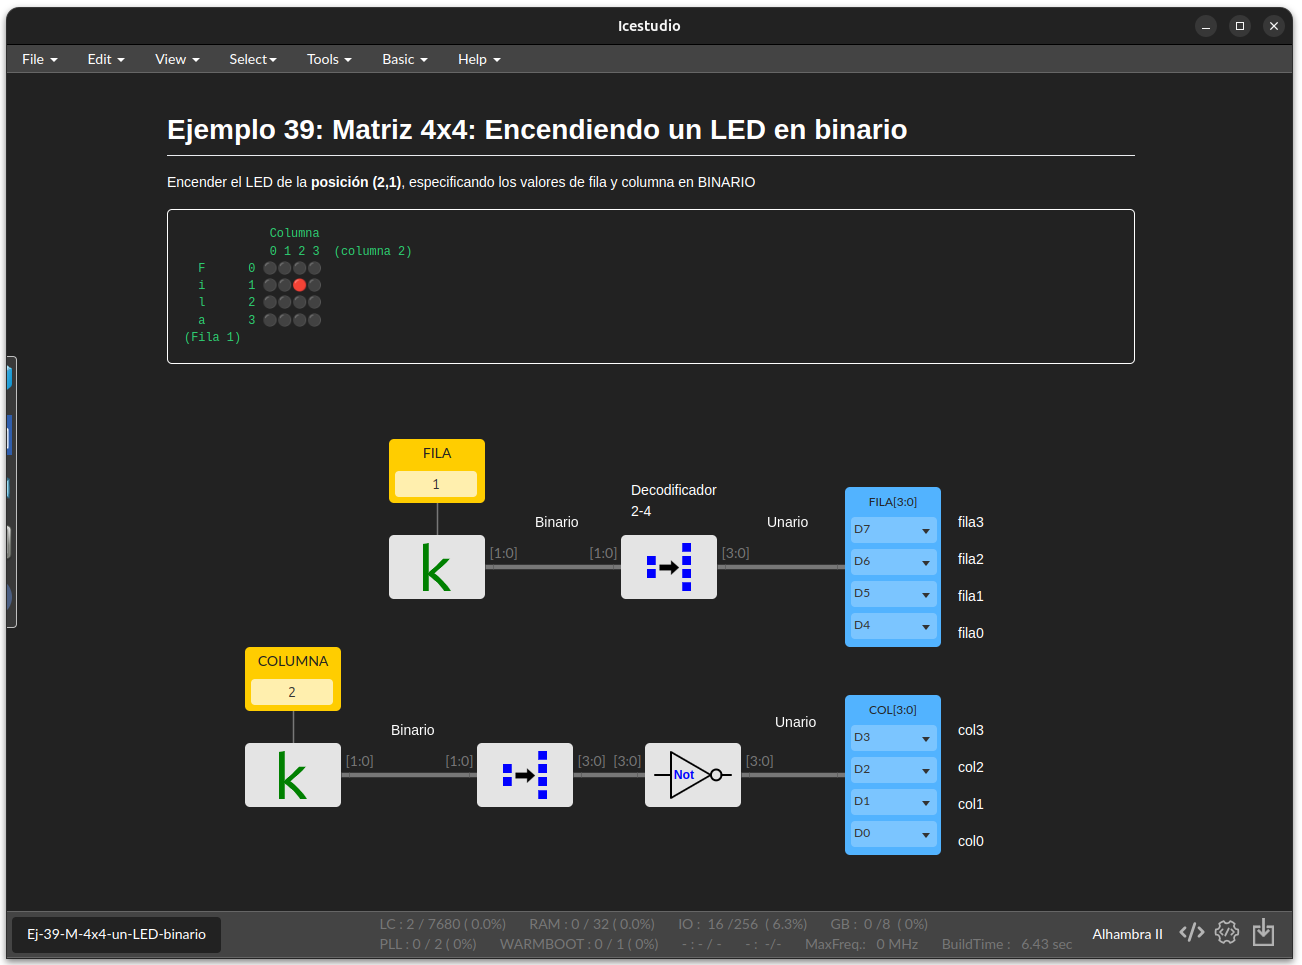 Icestudio
File Edit View Select Tools Basic Help
Ejemplo 39: Matriz 4x4: Encendiendo un LED en binario
Encender el LED de la posición (2,1), especificando los valores de fila y columna en BINARIO
Columna
0 1 2 3 (columna 2)
F 0
i 1
l 2
a 3
(Fila 1)
FILA
1
k
[1:0]
Binario
[1:0]
Decodificador
2-4
[3:0]
Unario
FILA[3:0]
D7 fila3
D6 fila2
D5 fila1
D4 fila0
COLUMNA
2
k
[1:0]
Binario
[1:0]
[3:0] [3:0]
Not
[3:0]
Unario
COL[3:0]
D3 col3
D2 col2
D1 col1
D0 col0
Ej-39-M-4x4-un-LED-binario
LC : 2 / 7680 ( 0.0%) RAM : 0 / 32 ( 0.0%) IO : 16 /256 ( 6.3%) GB : 0 /8 ( 0%)
PLL : 0 / 2 ( 0%) WARMBOOT : 0 / 1 ( 0%) - : - / - - : -/- MaxFreq.: 0 MHz BuildTime : 6.43 sec
Alhambra II